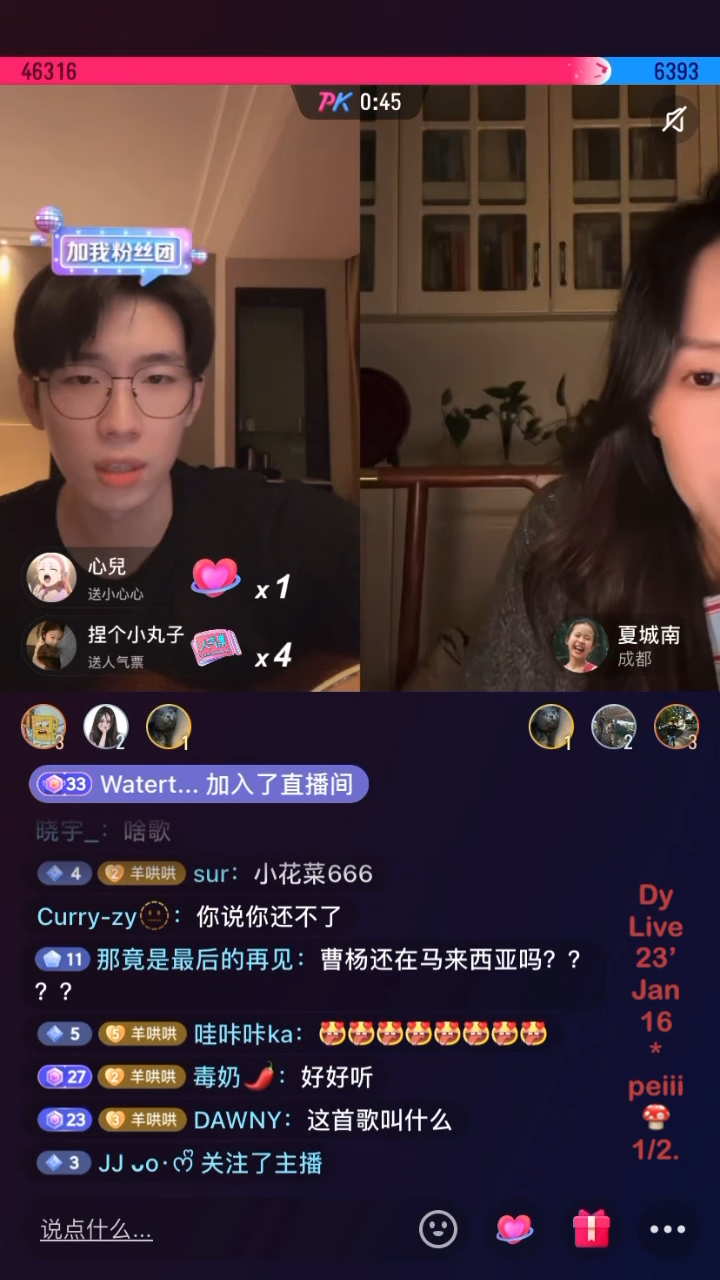 46316
6393
PK 0:45
加我粉丝团
心兒
送小心心
x1
捏个小丸子
送人气票
人气票
x4
夏城南
成都
3
2
1
1
2
3
33 Watert... 加入了直播间
晓宇_：啥歌
4 2 羊哄哄 sur：小花菜666
Curry-zy：你说你还不了
11 那竟是最后的再见：曹杨还在马来西亚吗？？
？？
5 5 羊哄哄 哇咔咔ka：
27 2 羊哄哄 毒奶🌶️：好好听
23 3 羊哄哄 DAWNY：这首歌叫什么
3 JJ ᴗo·ෆ 关注了主播
Dy
Live
23’
Jan
16
*
peiii
🍄
1/2.
说点什么...